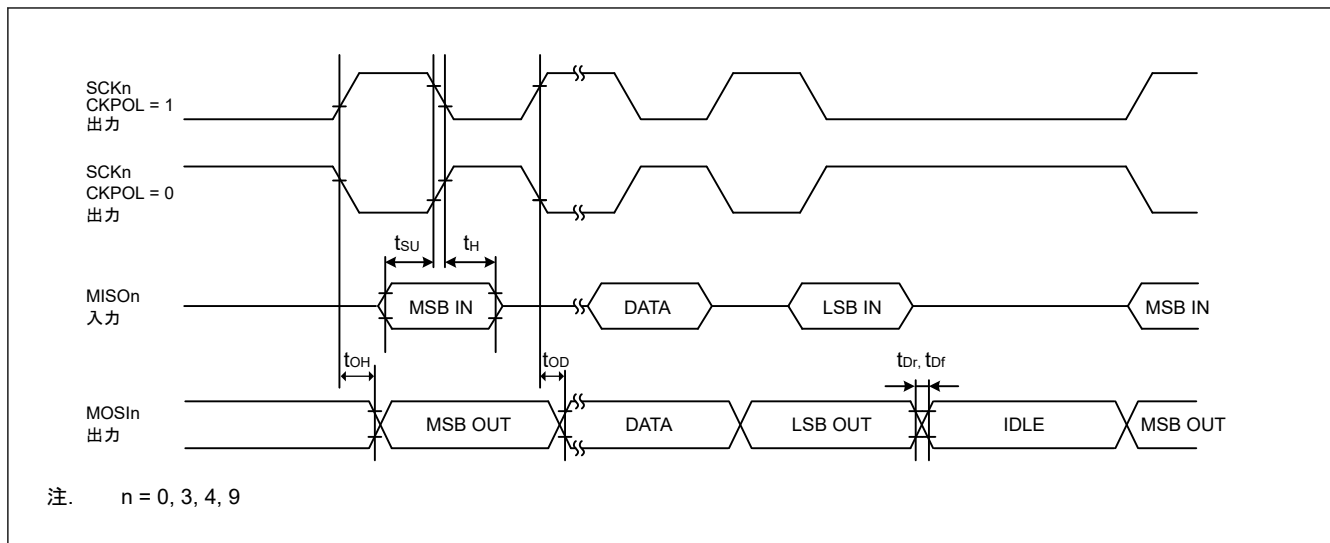 SCKn
CKPOL = 1
出力
SCKn
CKPOL = 0
出力
tSU
tH
MISOn
入力
MSB IN
DATA
LSB IN
MSB IN
tOH
tOD
tDr, tDf
MOSIn
出力
MSB OUT
DATA
LSB OUT
IDLE
MSB OUT
注. n = 0, 3, 4, 9